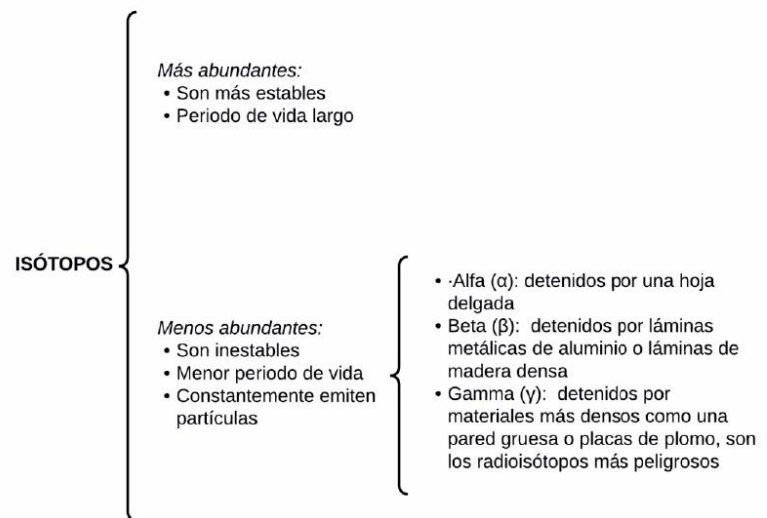 Más abundantes:
• Son más estables
• Periodo de vida largo
ISÓTOPOS
Menos abundantes:
• Son inestables
• Menor periodo de vida
• Constantemente emiten
partículas
• ·Alfa (α): detenidos por una hoja
delgada
• Beta (β):  detenidos por láminas
metálicas de aluminio o láminas de
madera densa
• Gamma (γ):  detenidos por
materiales más densos como una
pared gruesa o placas de plomo, son
los radioisótopos más peligrosos